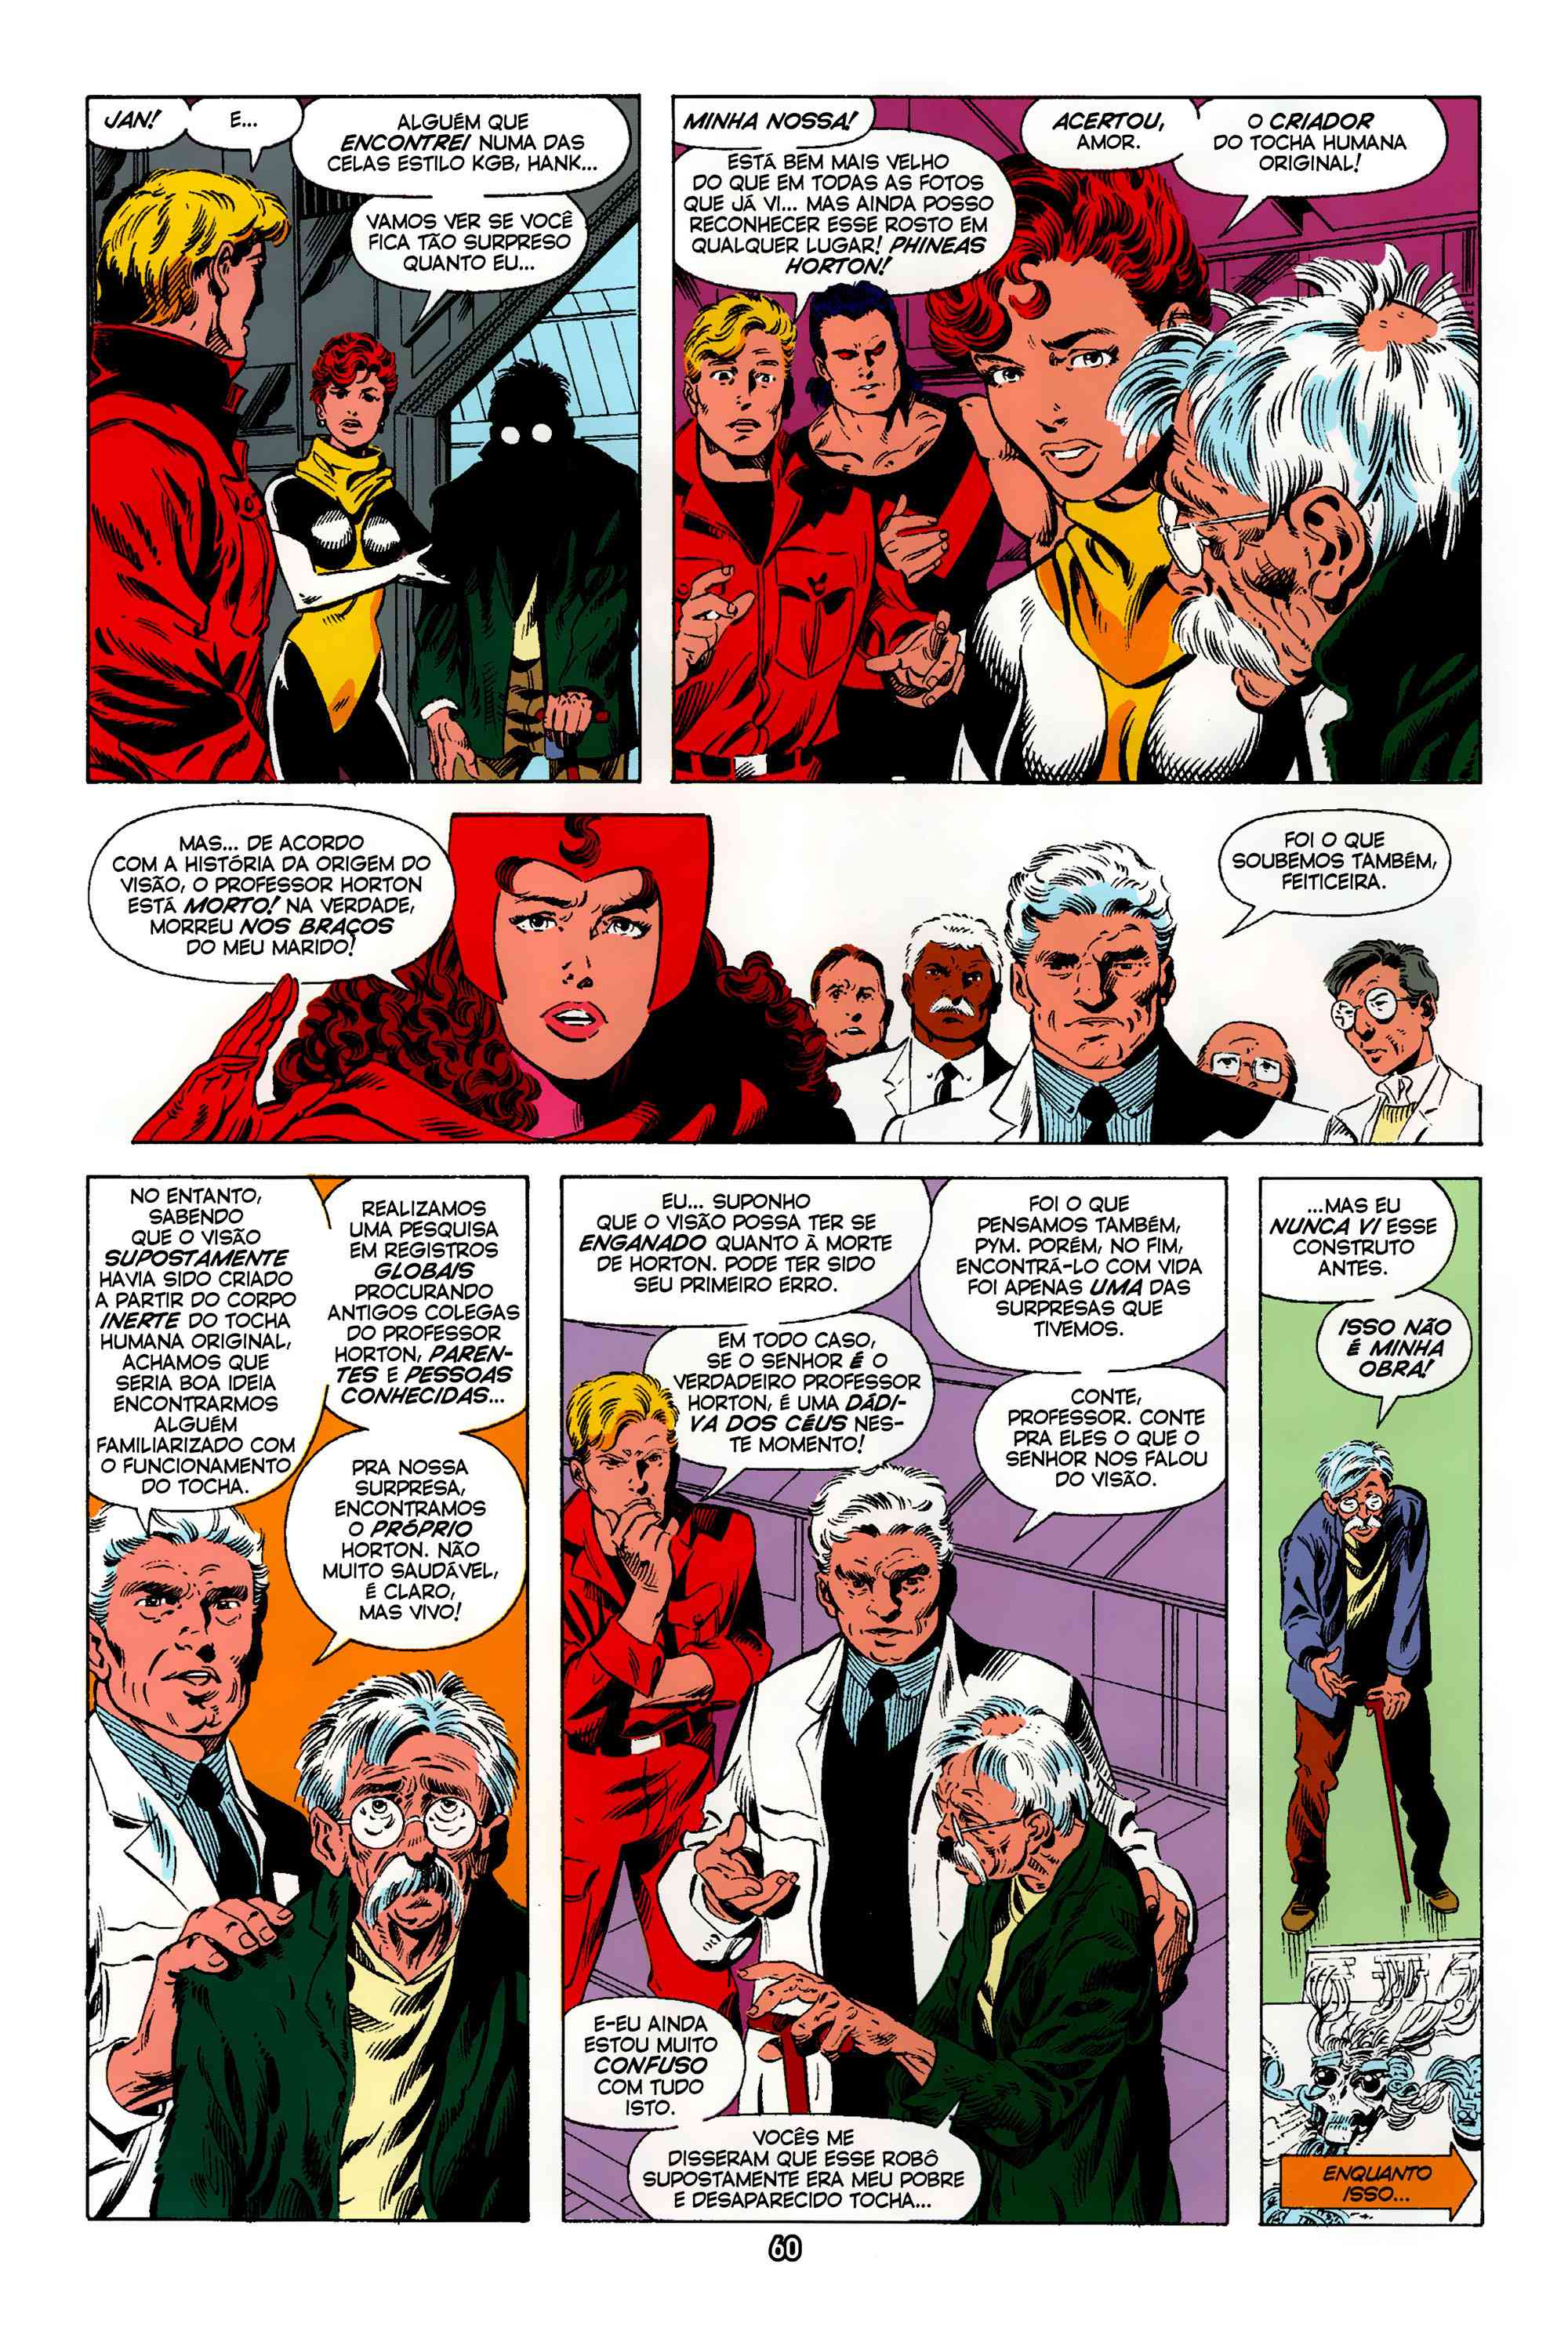 JAN!
E...
ALGUÉM QUE
ENCONTREI NUMA DAS
CELAS ESTILO KGB, HANK...
VAMOS VER SE VOCÊ
FICA TÃO SURPRESO
QUANTO EU...
MINHA NOSSA!
ESTÁ BEM MAIS VELHO
DO QUE EM TODAS AS FOTOS
QUE JÁ VI... MAS AINDA POSSO
RECONHECER ESSE ROSTO EM
QUALQUER LUGAR! PHINEAS
HORTON!
ACERTOU,
AMOR.
O CRIADOR
DO TOCHA HUMANA
ORIGINAL!
MAS... DE ACORDO
COM A HISTÓRIA DA ORIGEM DO
VISÃO, O PROFESSOR HORTON
ESTÁ MORTO! NA VERDADE,
MORREU NOS BRAÇOS
DO MEU MARIDO!
FOI O QUE
SOUBEMOS TAMBÉM,
FEITICEIRA.
NO ENTANTO,
SABENDO
QUE O VISÃO
SUPOSTAMENTE
HAVIA SIDO CRIADO
A PARTIR DO CORPO
INERTE DO TOCHA
HUMANA ORIGINAL,
ACHAMOS QUE
SERIA BOA IDEIA
ENCONTRARMOS
ALGUÉM
FAMILIARIZADO COM
O FUNCIONAMENTO
DO TOCHA.
REALIZAMOS
UMA PESQUISA
EM REGISTROS
GLOBAIS
PROCURANDO
ANTIGOS COLEGAS
DO PROFESSOR
HORTON, PAREN-
TES E PESSOAS
CONHECIDAS...
PRA NOSSA
SURPRESA,
ENCONTRAMOS
O PRÓPRIO
HORTON. NÃO
MUITO SAUDÁVEL,
É CLARO,
MAS VIVO!
EU... SUPONHO
QUE O VISÃO POSSA TER SE
ENGANADO QUANTO À MORTE
DE HORTON. PODE TER SIDO
SEU PRIMEIRO ERRO.
EM TODO CASO,
SE O SENHOR É O
VERDADEIRO PROFESSOR
HORTON, É UMA DÁDI-
VA DOS CÉUS NES-
TE MOMENTO!
FOI O QUE
PENSAMOS TAMBÉM,
PYM. PORÉM, NO FIM,
ENCONTRÁ-LO COM VIDA
FOI APENAS UMA DAS
SURPRESAS QUE
TIVEMOS.
CONTE,
PROFESSOR. CONTE
PRA ELES O QUE O
SENHOR NOS FALOU
DO VISÃO.
E-EU AINDA
ESTOU MUITO
CONFUSO
COM TUDO
ISTO.
VOCÊS ME
DISSERAM QUE ESSE ROBÔ
SUPOSTAMENTE ERA MEU POBRE
E DESAPARECIDO TOCHA...
...MAS EU
NUNCA VI ESSE
CONSTRUTO
ANTES.
ISSO NÃO
É MINHA
OBRA!
ENQUANTO
ISSO...
60